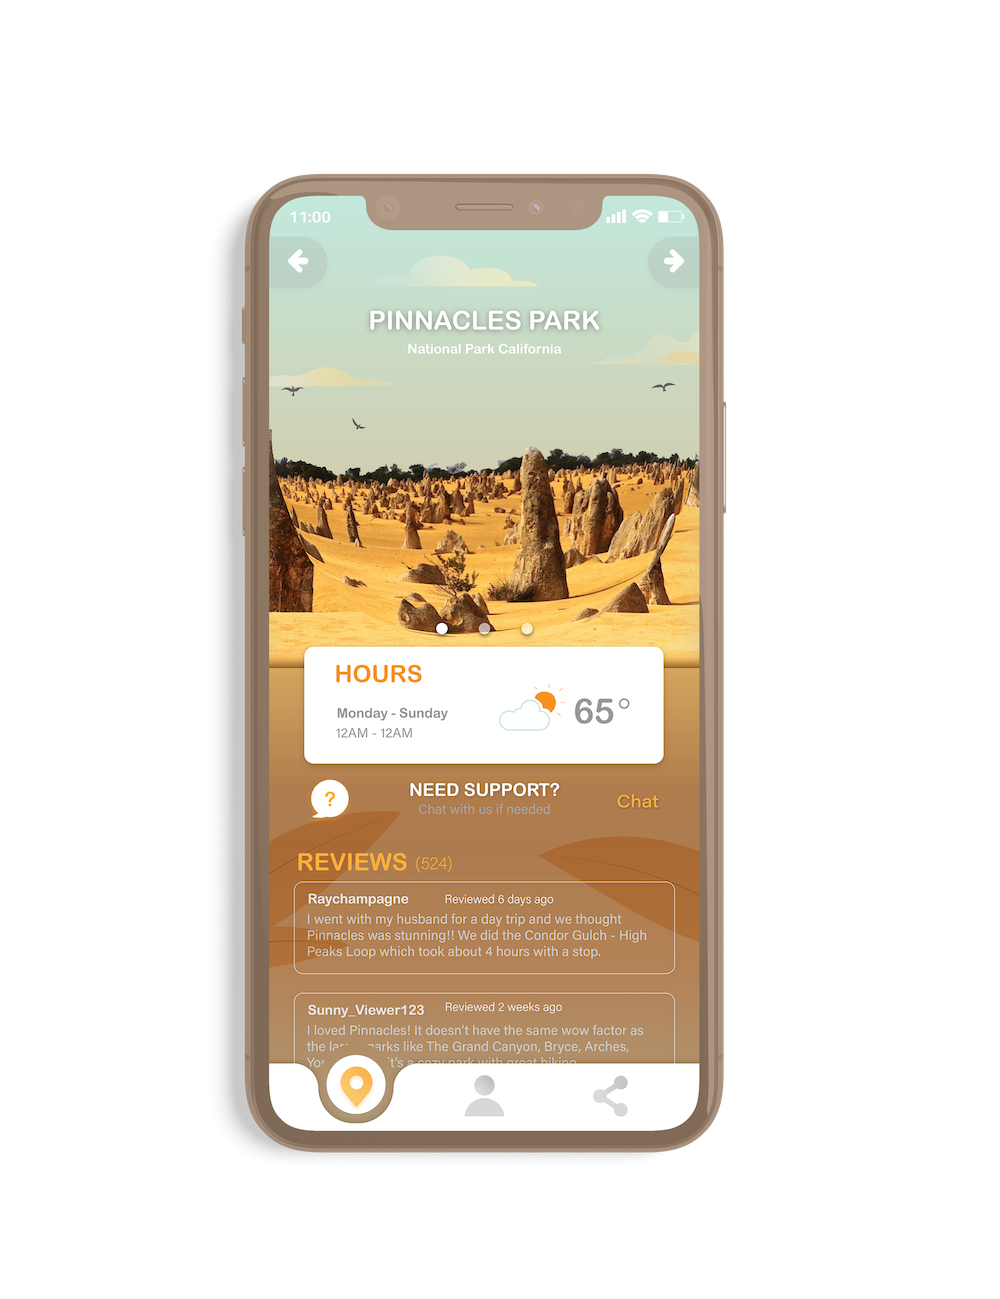 11:00
PINNACLES PARK
National Park California
HOURS
Monday - Sunday
12AM - 12AM
65°
?
NEED SUPPORT?
Chat with us if needed
Chat
REVIEWS (524)
Raychampagne Reviewed 6 days ago
I went with my husband for a day trip and we thought
Pinnacles was stunning!! We did the Condor Gulch - High
Peaks Loop which took about 4 hours with a stop.
Sunny_Viewer123 Reviewed 2 weeks ago
I loved Pinnacles! It doesn't have the same wow factor as
the parks like The Grand Canyon, Bryce, Arches,
it's a cozy park with great hiking